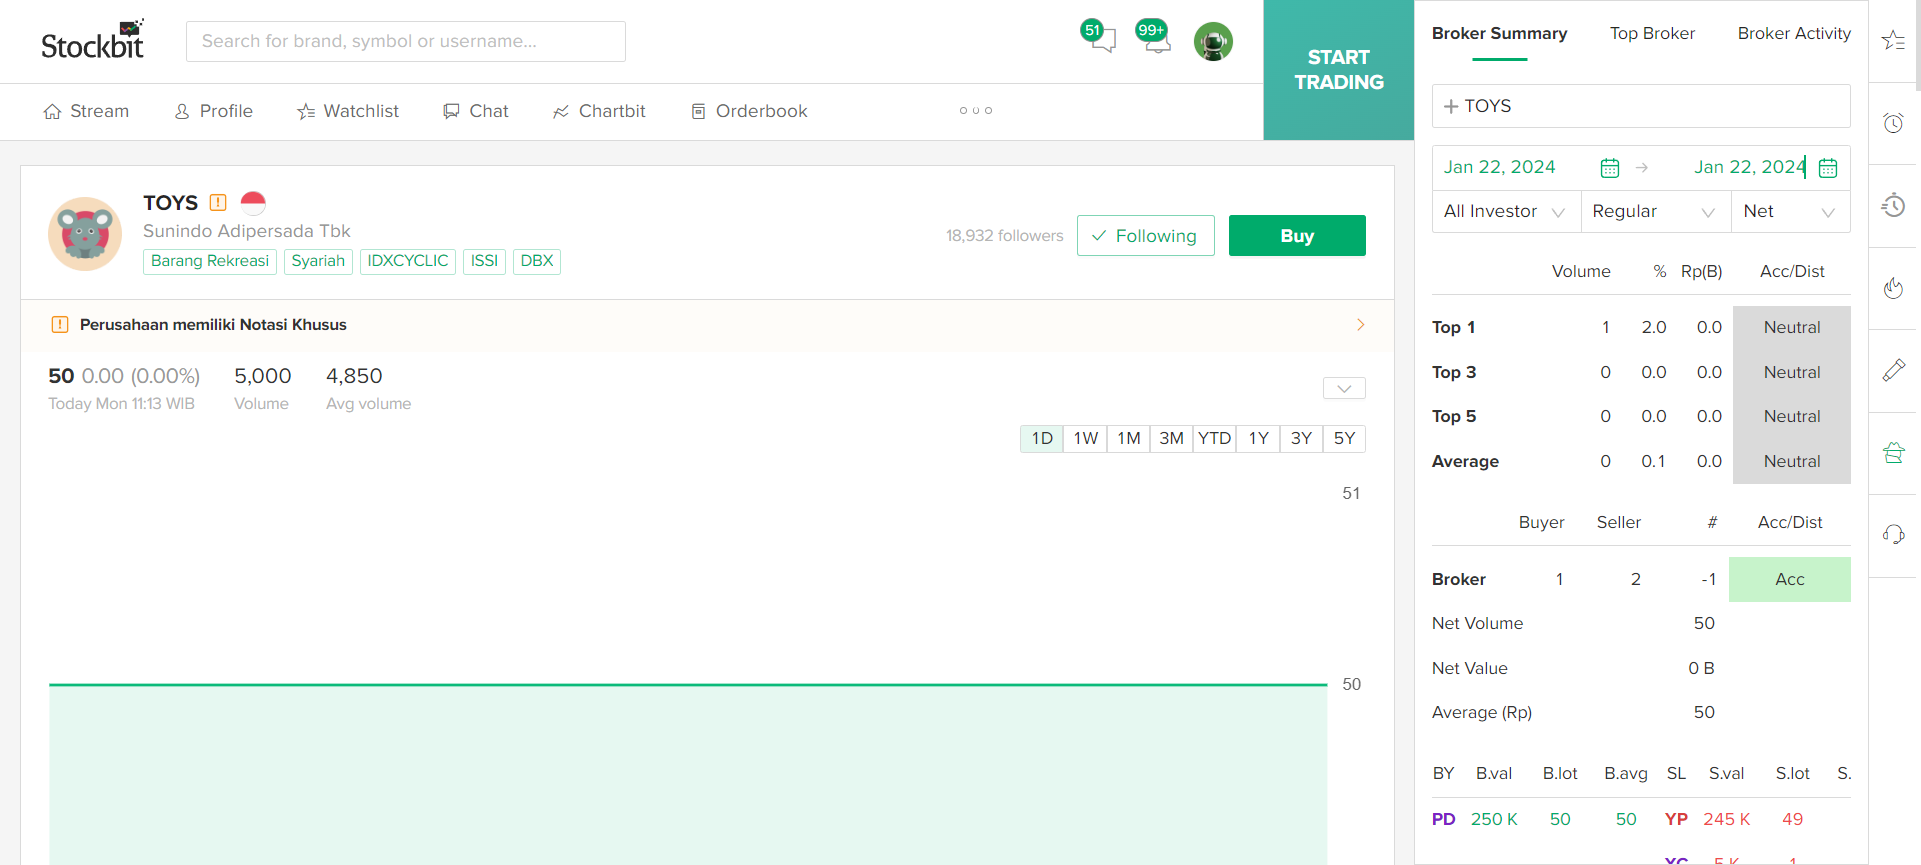 Stockbit
Search for brand, symbol or username...
51
99+
START
TRADING
Stream
Profile
Watchlist
Chat
Chartbit
Orderbook
TOYS
Sunindo Adipersada Tbk
Barang Rekreasi
Syariah
IDXCYCLIC
ISSI
DBX
18,932 followers
Following
Buy
Perusahaan memiliki Notasi Khusus
50 0.00 (0.00%) 5,000 4,850
Today Mon 11:13 WIB Volume Avg volume
1D 1W 1M 3M YTD 1Y 3Y 5Y
51
50
Broker Summary Top Broker Broker Activity
TOYS
Jan 22, 2024 → Jan 22, 2024
All Investor Regular Net
Volume % Rp(B) Acc/Dist
Top 1 1 2.0 0.0 Neutral
Top 3 0 0.0 0.0 Neutral
Top 5 0 0.0 0.0 Neutral
Average 0 0.1 0.0 Neutral
Buyer Seller # Acc/Dist
Broker 1 2 -1 Acc
Net Volume 50
Net Value 0 B
Average (Rp) 50
BY B.val B.lot B.avg SL S.val S.lot S.
PD 250 K 50 50 YP 245 K 49